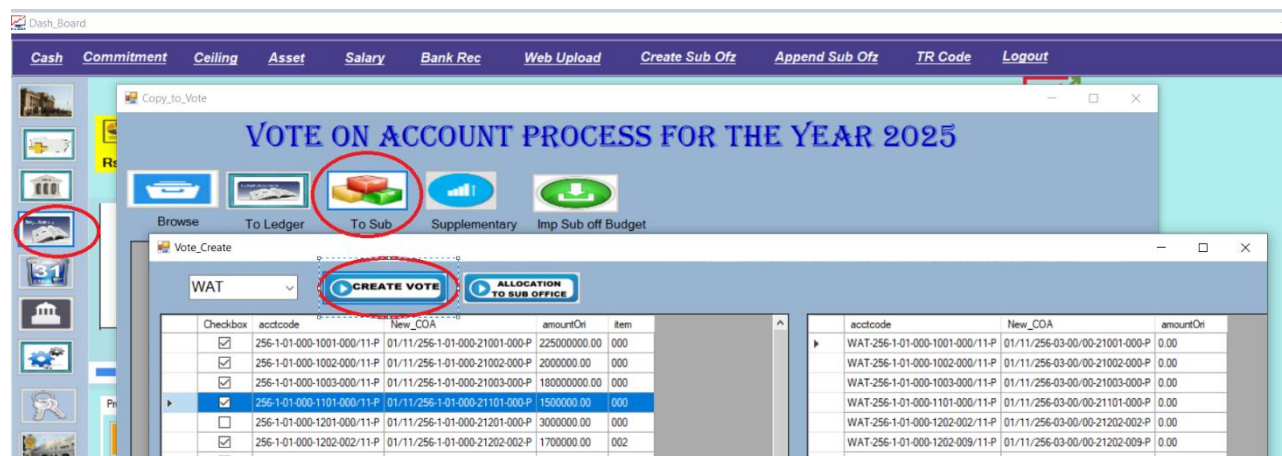 Dash_Board
Cash Commitment Ceiling Asset Salary Bank Rec Web Upload Create Sub Ofz Append Sub Ofz TR Code Logout
Copy_to_Vote
VOTE ON ACCOUNT PROCESS FOR THE YEAR 2025
Rs
Browse To Ledger To Sub Supplementary Imp Sub off Budget
Vote_Create
31
WAT CREATE VOTE ALLOCATION TO SUB OFFICE
Checkbox acctcode New_COA amountOri item acctcode New_COA amountOri
256-1-01-000-1001-000/11-P 01/11/256-1-01-000-21001-000-P 225000000.00 000 WAT-256-1-01-000-1001-000/11-P 01/11/256-03-00/00-21001-000-P 0.00
256-1-01-000-1002-000/11-P 01/11/256-1-01-000-21002-000-P 2000000.00 000 WAT-256-1-01-000-1002-000/11-P 01/11/256-03-00/00-21002-000-P 0.00
256-1-01-000-1003-000/11-P 01/11/256-1-01-000-21003-000-P 180000000.00 000 WAT-256-1-01-000-1003-000/11-P 01/11/256-03-00/00-21003-000-P 0.00
256-1-01-000-1101-000/11-P 01/11/256-1-01-000-21101-000-P 1500000.00 000 WAT-256-1-01-000-1101-000/11-P 01/11/256-03-00/00-21101-000-P 0.00
256-1-01-000-1201-000/11-P 01/11/256-1-01-000-21201-000-P 3000000.00 000 WAT-256-1-01-000-1202-002/11-P 01/11/256-03-00/00-21202-002-P 0.00
256-1-01-000-1202-002/11-P 01/11/256-1-01-000-21202-002-P 1700000.00 002 WAT-256-1-01-000-1202-009/11-P 01/11/256-03-00/00-21202-009-P 0.00